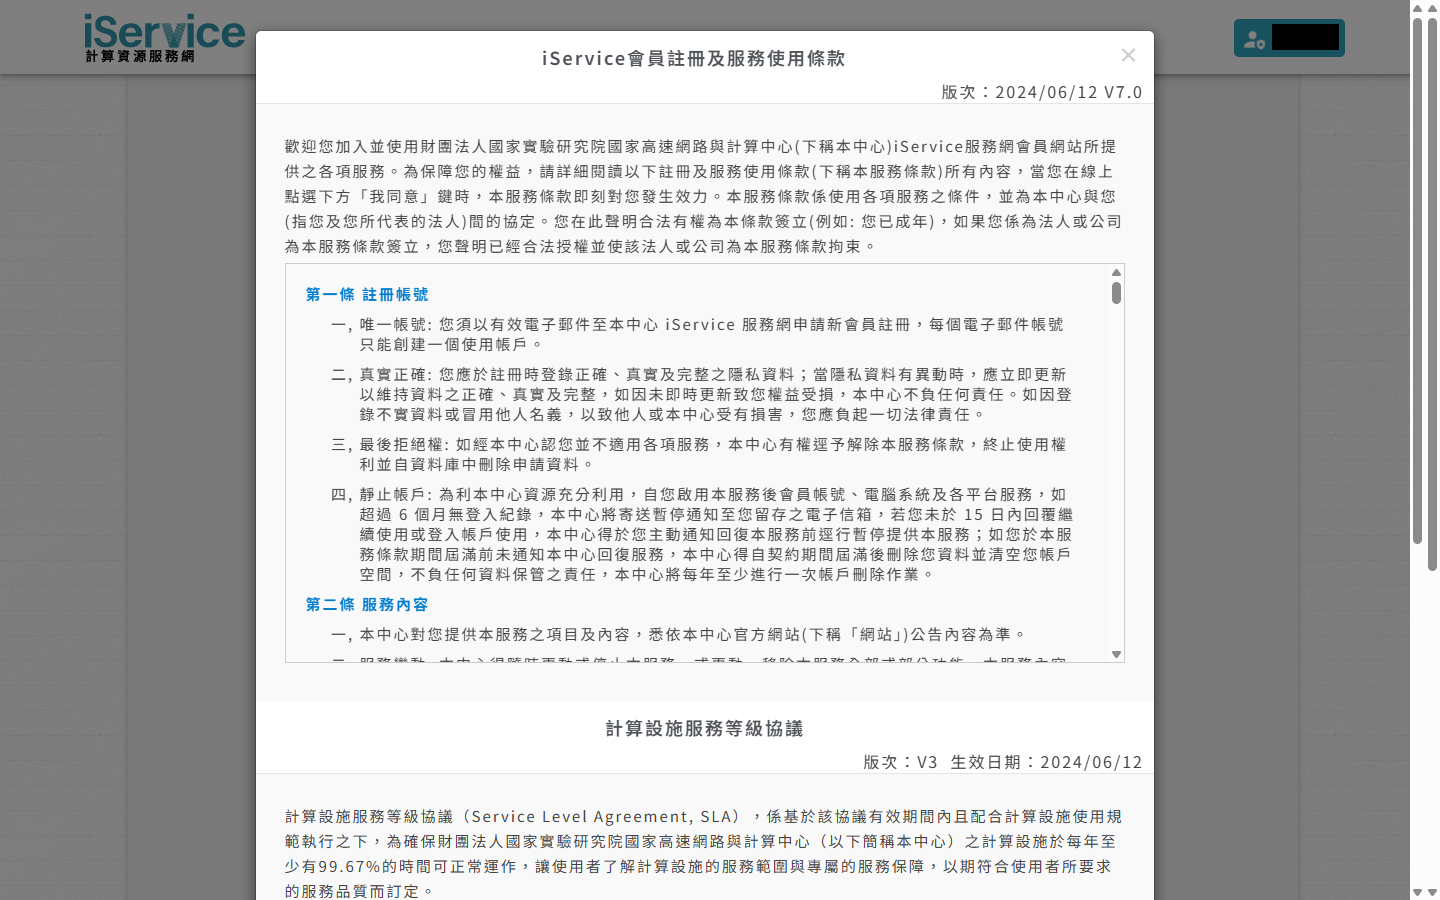 iService
計算資源服務網
iService會員註冊及服務使用條款
×
版次：2024/06/12 V7.0
歡迎您加入並使用財團法人國家實驗研究院國家高速網路與計算中心(下稱本中心)iService服務網會員網站所提
供之各項服務。為保障您的權益，請詳細閱讀以下註冊及服務使用條款(下稱本服務條款)所有內容，當您在線上
點選下方「我同意」鍵時，本服務條款即刻對您發生效力。本服務條款係使用各項服務之條件，並為本中心與您
(指您及您所代表的法人)間的協定。您在此聲明合法有權為本條款簽立(例如: 您已成年)，如果您係為法人或公司
為本服務條款簽立，您聲明已經合法授權並使該法人或公司為本服務條款拘束。
第一條 註冊帳號
一, 唯一帳號: 您須以有效電子郵件至本中心 iService 服務網申請新會員註冊，每個電子郵件帳號
只能創建一個使用帳戶。
二, 真實正確: 您應於註冊時登錄正確、真實及完整之隱私資料；當隱私資料有異動時，應立即更新
以維持資料之正確、真實及完整，如因未即時更新致您權益受損，本中心不負任何責任。如因登
錄不實資料或冒用他人名義，以致他人或本中心受有損害，您應負起一切法律責任。
三, 最後拒絕權: 如經本中心認您並不適用各項服務，本中心有權逕予解除本服務條款，終止使用權
利並自資料庫中刪除申請資料。
四, 靜止帳戶: 為利本中心資源充分利用，自您啟用本服務後會員帳號、電腦系統及各平台服務，如
超過 6 個月無登入紀錄，本中心將寄送暫停通知至您留存之電子信箱，若您未於 15 日內回覆繼
續使用或登入帳戶使用，本中心得於您主動通知回復本服務前逕行暫停提供本服務；如您於本服
務條款期間屆滿前未通知本中心回復服務，本中心得自契約期間屆滿後刪除您資料並清空您帳戶
空間，不負任何資料保管之責任，本中心將每年至少進行一次帳戶刪除作業。
第二條 服務內容
一, 本中心對您提供本服務之項目及內容，悉依本中心官方網站(下稱「網站」)公告內容為準。
二, 服務變動: 本中心得隨時更動或停止本服務，或更動、移除本服務全部或部分功能、本服務內容
計算設施服務等級協議
版次：V3 生效日期：2024/06/12
計算設施服務等級協議（Service Level Agreement, SLA），係基於該協議有效期間內且配合計算設施使用規
範執行之下，為確保財團法人國家實驗研究院國家高速網路與計算中心（以下簡稱本中心）之計算設施於每年至
少有99.67%的時間可正常運作，讓使用者了解計算設施的服務範圍與專屬的服務保障，以期符合使用者所要求
的服務品質而訂定。